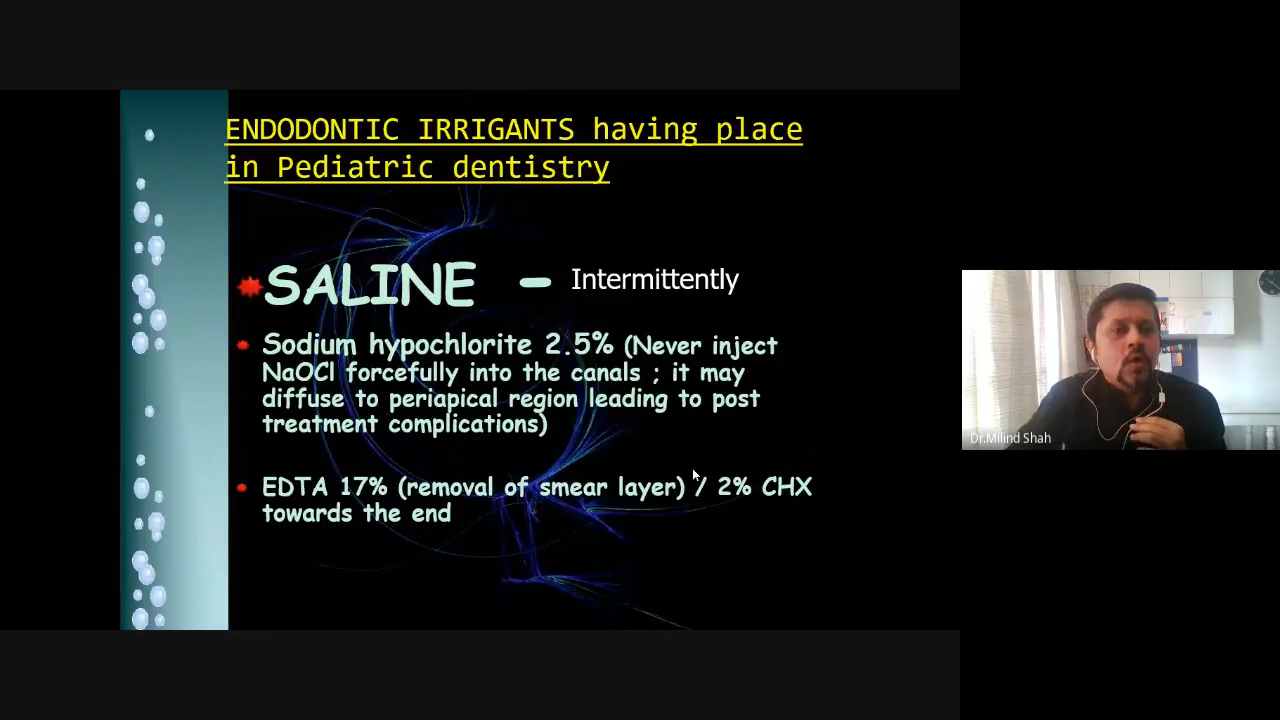 ENDODONTIC IRRIGANTS having place
in Pediatric dentistry
SALINE – Intermittently
Sodium hypochlorite 2.5% (Never inject
NaOCl forcefully into the canals ; it may
diffuse to periapical region leading to post
treatment complications)
EDTA 17% (removal of smear layer) / 2% CHX
towards the end
Dr.Milind Shah